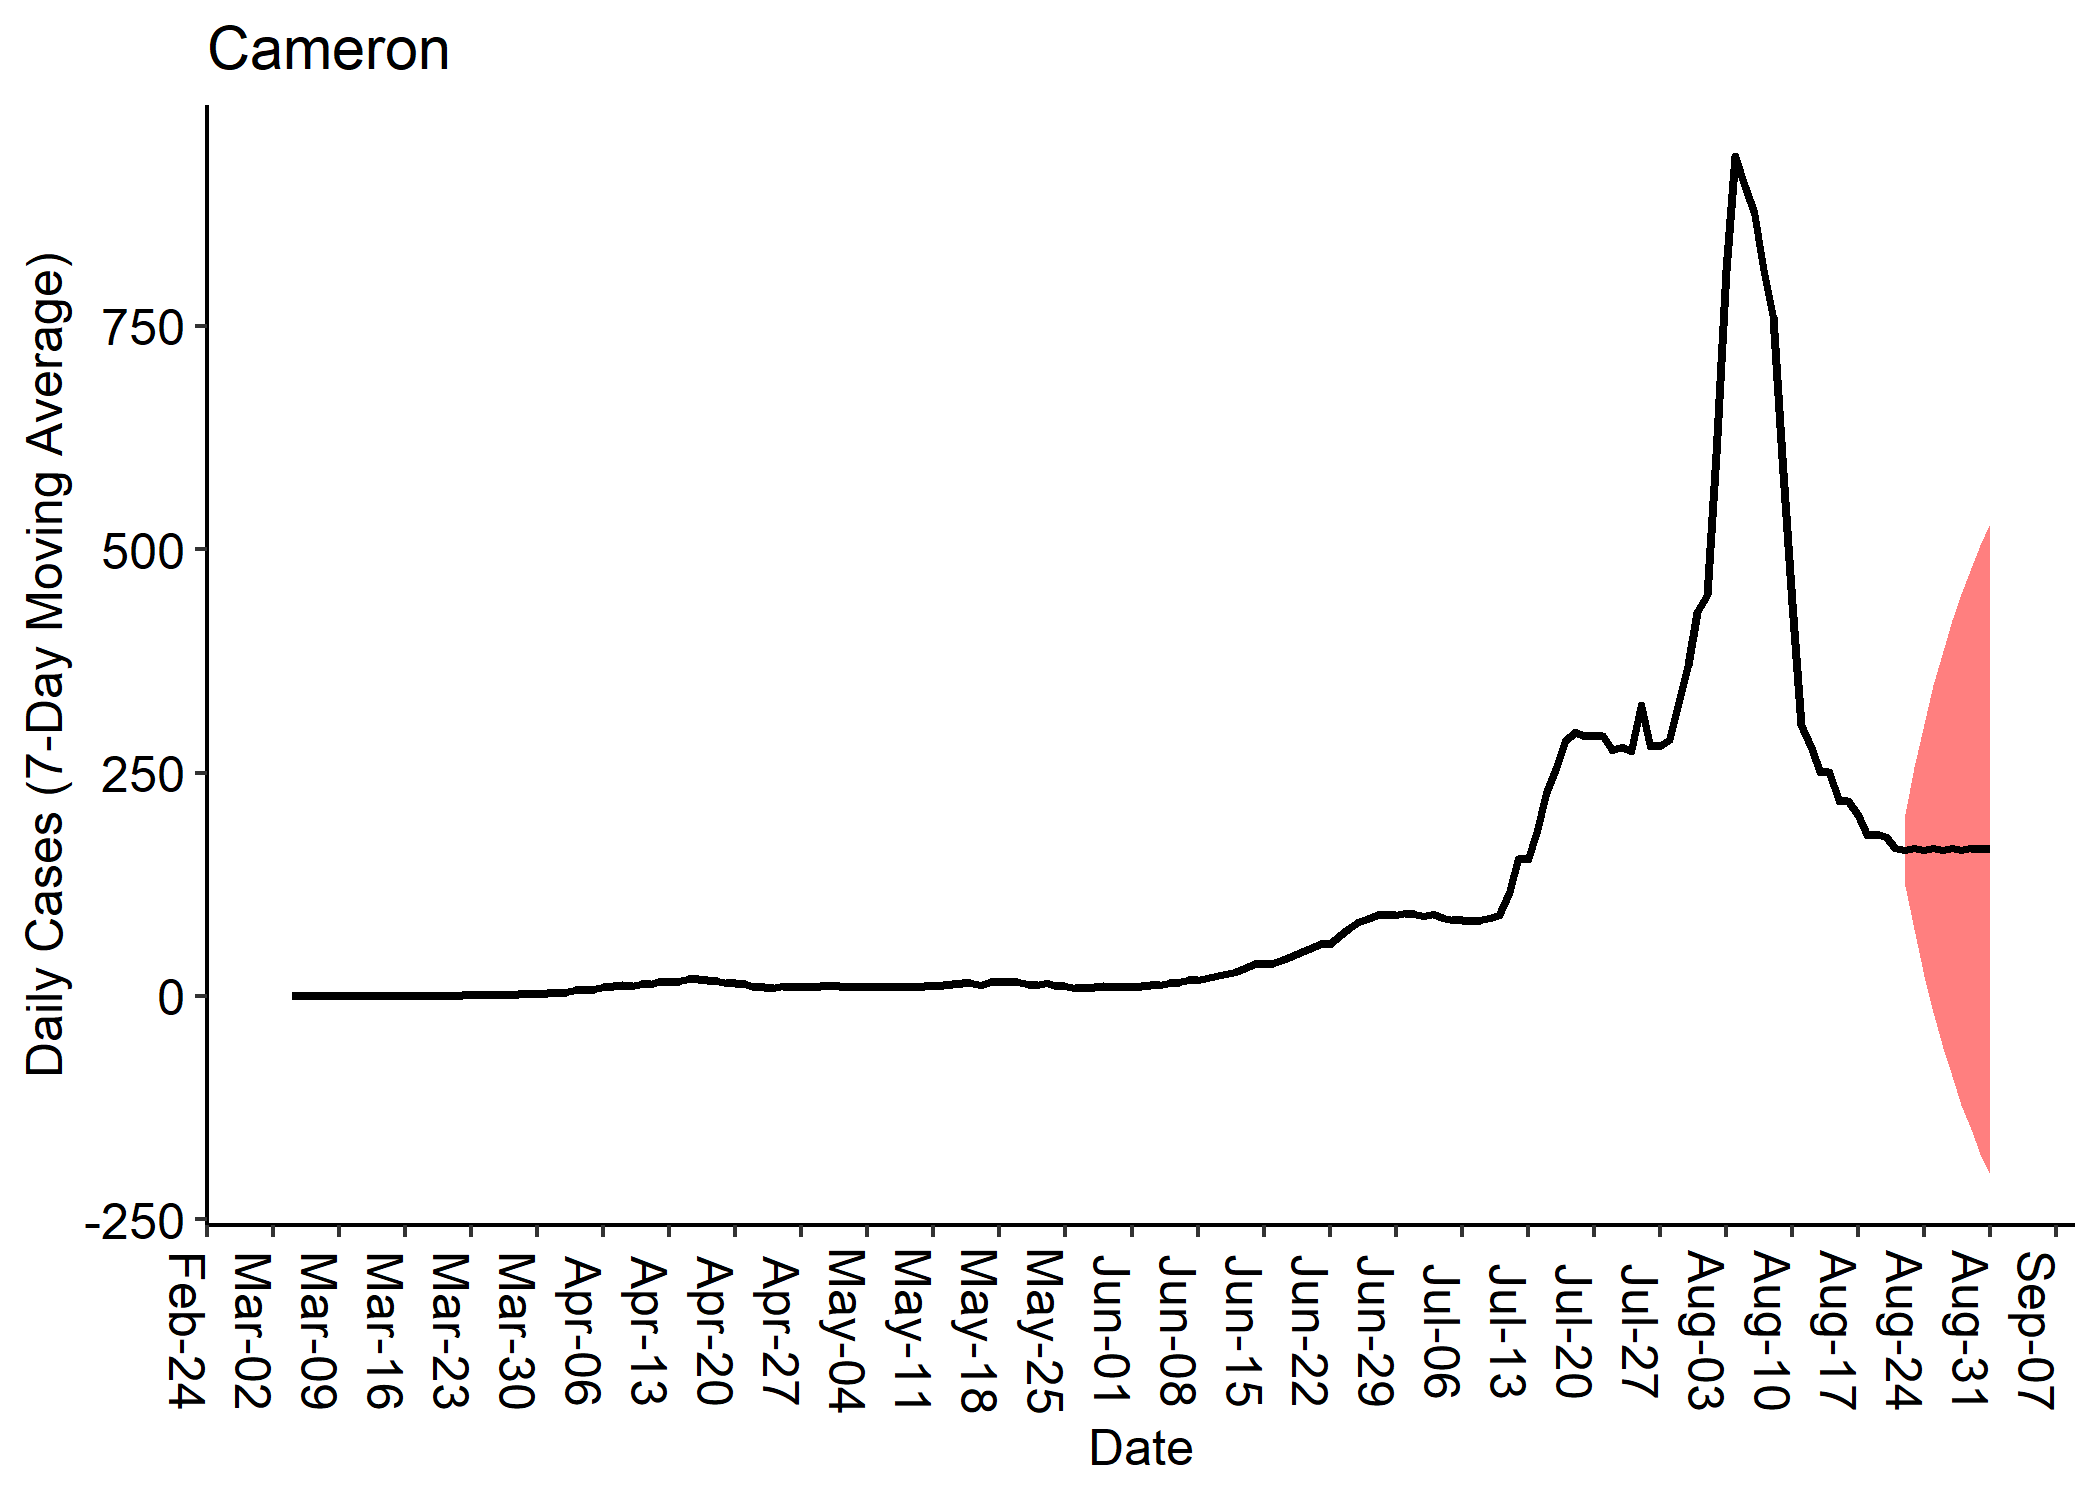 Cameron
Daily Cases (7-Day Moving Average)
750
500
250
0
-250
Feb-24
Mar-02
Mar-09
Mar-16
Mar-23
Mar-30
Apr-06
Apr-13
Apr-20
Apr-27
May-04
May-11
May-18
May-25
Jun-01
Jun-08
Jun-15
Jun-22
Jun-29
Jul-06
Jul-13
Jul-20
Jul-27
Aug-03
Aug-10
Aug-17
Aug-24
Aug-31
Sep-07
Date